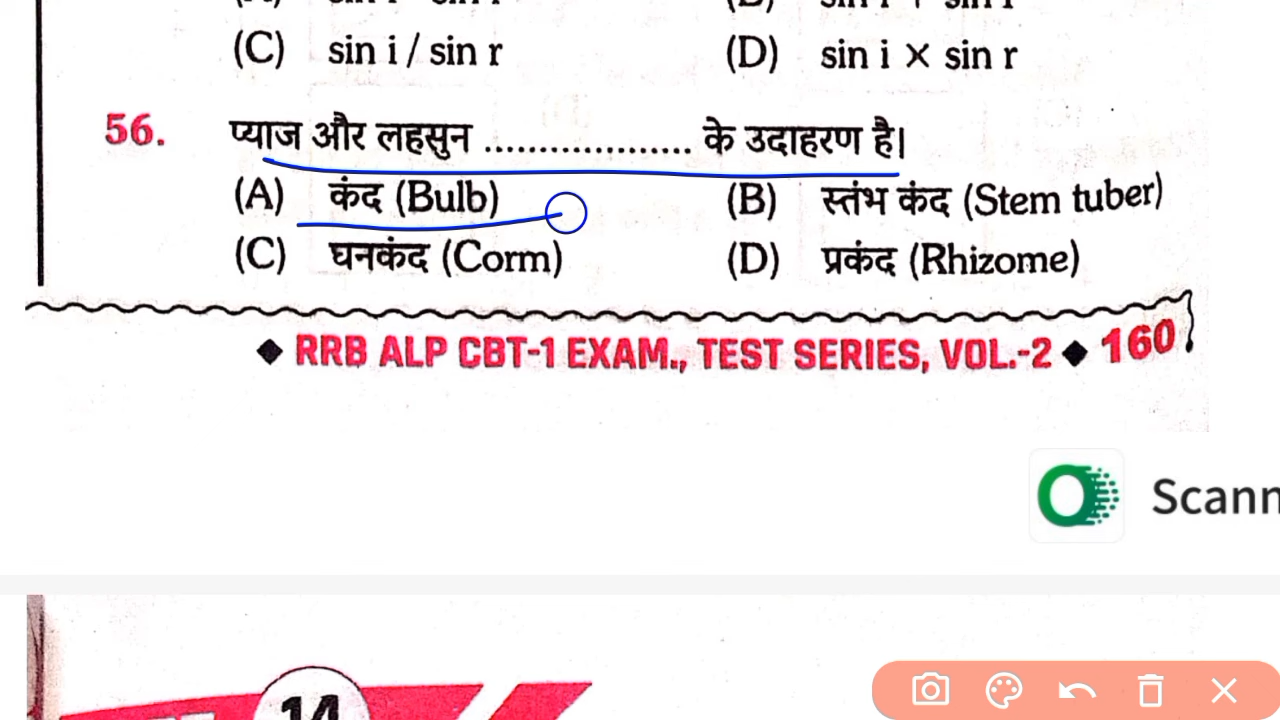 (C) sin i / sin r (D) sin i × sin r
56. प्याज और लहसुन ................... के उदाहरण है।
(A) कंद (Bulb) (B) स्तंभ कंद (Stem tuber)
(C) घनकंद (Corm) (D) प्रकंद (Rhizome)
◆ RRB ALP CBT-1 EXAM., TEST SERIES, VOL.-2 ◆ 160
Scann
14